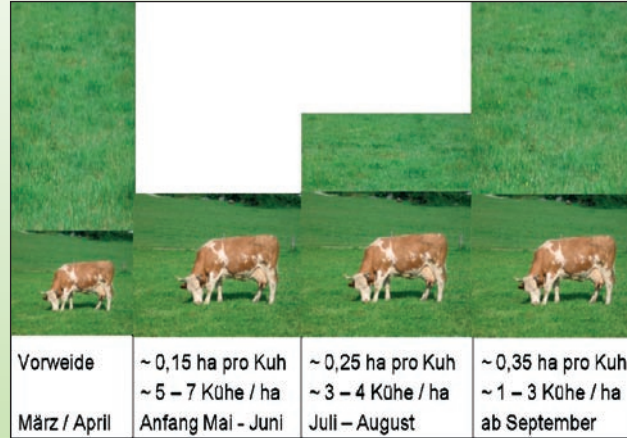 Vorweide
März / April
~ 0,15 ha pro Kuh
~ 5 – 7 Kühe / ha
Anfang Mai - Juni
~ 0,25 ha pro Kuh
~ 3 – 4 Kühe / ha
Juli – August
~ 0,35 ha pro Kuh
~ 1 – 3 Kühe / ha
ab September